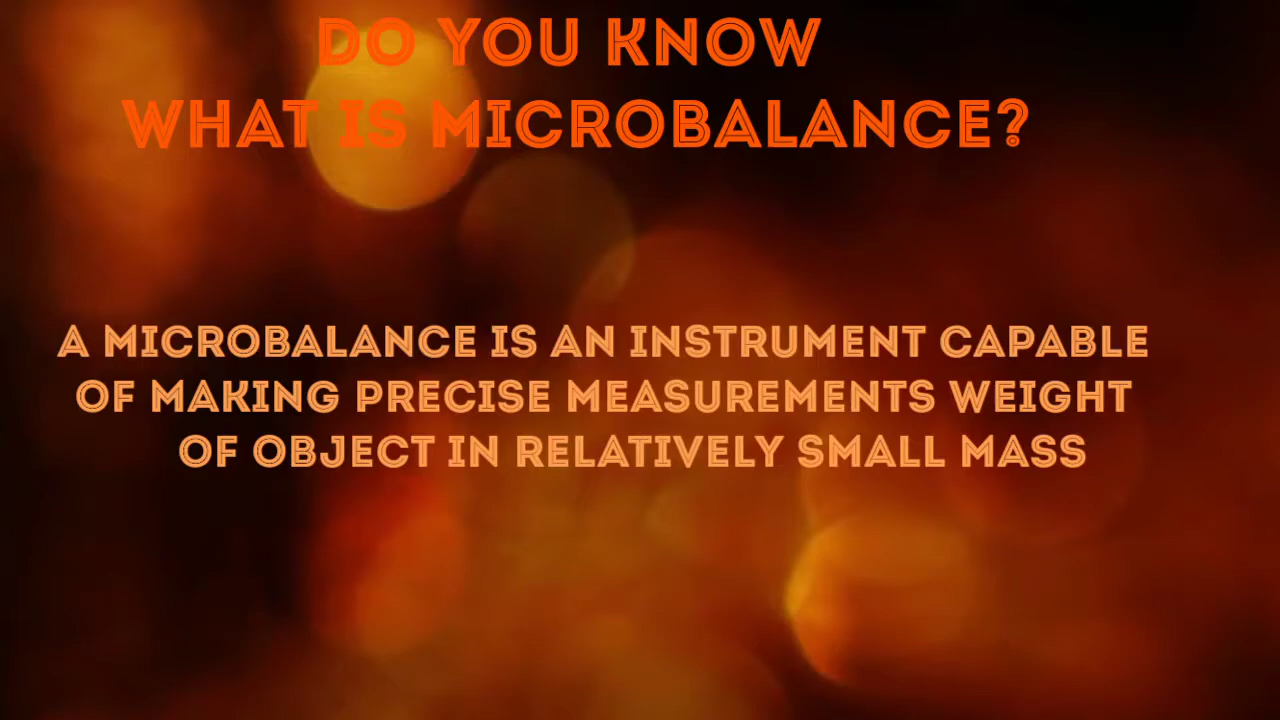 DO YOU KNOW
WHAT IS MICROBALANCE?
A MICROBALANCE IS AN INSTRUMENT CAPABLE
OF MAKING PRECISE MEASUREMENTS WEIGHT
OF OBJECT IN RELATIVELY SMALL MASS